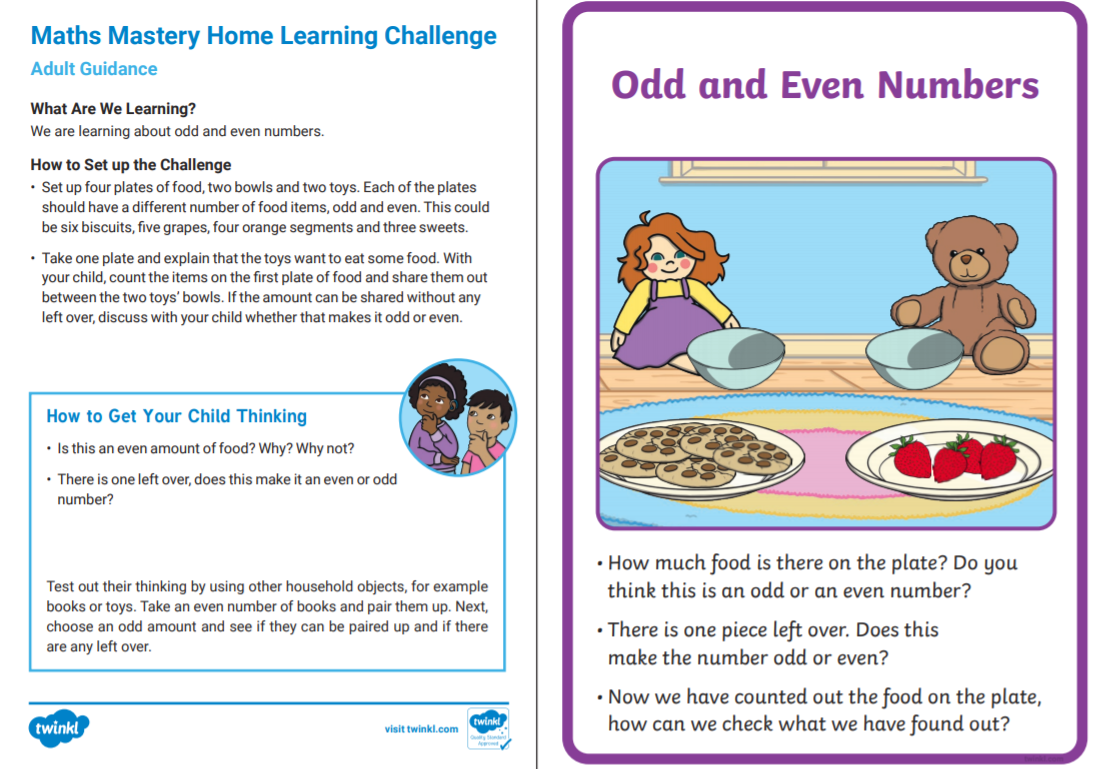 Maths Mastery Home Learning Challenge
Adult Guidance
What Are We Learning?
We are learning about odd and even numbers.
How to Set up the Challenge
• Set up four plates of food, two bowls and two toys. Each of the plates
should have a different number of food items, odd and even. This could
be six biscuits, five grapes, four orange segments and three sweets.
• Take one plate and explain that the toys want to eat some food. With
your child, count the items on the first plate of food and share them out
between the two toys' bowls. If the amount can be shared without any
left over, discuss with your child whether that makes it odd or even.
How to Get Your Child Thinking
• Is this an even amount of food? Why? Why not?
• There is one left over, does this make it an even or odd
number?
Test out their thinking by using other household objects, for example
books or toys. Take an even number of books and pair them up. Next,
choose an odd amount and see if they can be paired up and if there
are any left over.
twinkl
visit twinkl.com
twinkl
Quality Standard
Approved
Odd and Even Numbers
• How much food is there on the plate? Do you
think this is an odd or an even number?
• There is one piece left over. Does this
make the number odd or even?
• Now we have counted out the food on the plate,
how can we check what we have found out?
twinkl.com